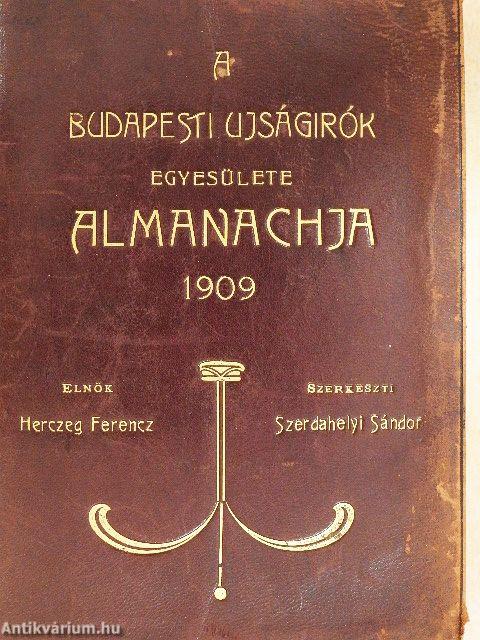 A
BUDAPESTI UJSÁGIRÓK
EGYESÜLETE
ALMANACHJA
1909
ELNÖK
Herczeg Ferencz
SZERKESZTI
Szerdahelyi Sándor
Antikvárium.hu